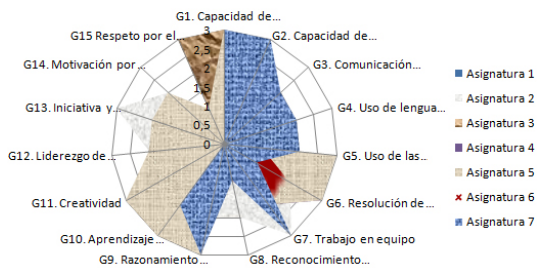 G1. Capacidad de...
G2. Capacidad de...
G3. Comunicación...
G4. Uso de lengua...
G5. Uso de las...
G6. Resolución de...
G7. Trabajo en equipo
G8. Reconocimiento...
G9. Razonamiento...
G10. Aprendizaje...
G11. Creatividad
G12. Liderezgo de...
G13. Iniciativa y...
G14. Motivación por...
G15 Respeto por el...
3
2,5
2
1,5
1
0,5
0
Asignatura 1
Asignatura 2
Asignatura 3
Asignatura 4
Asignatura 5
Asignatura 6
Asignatura 7